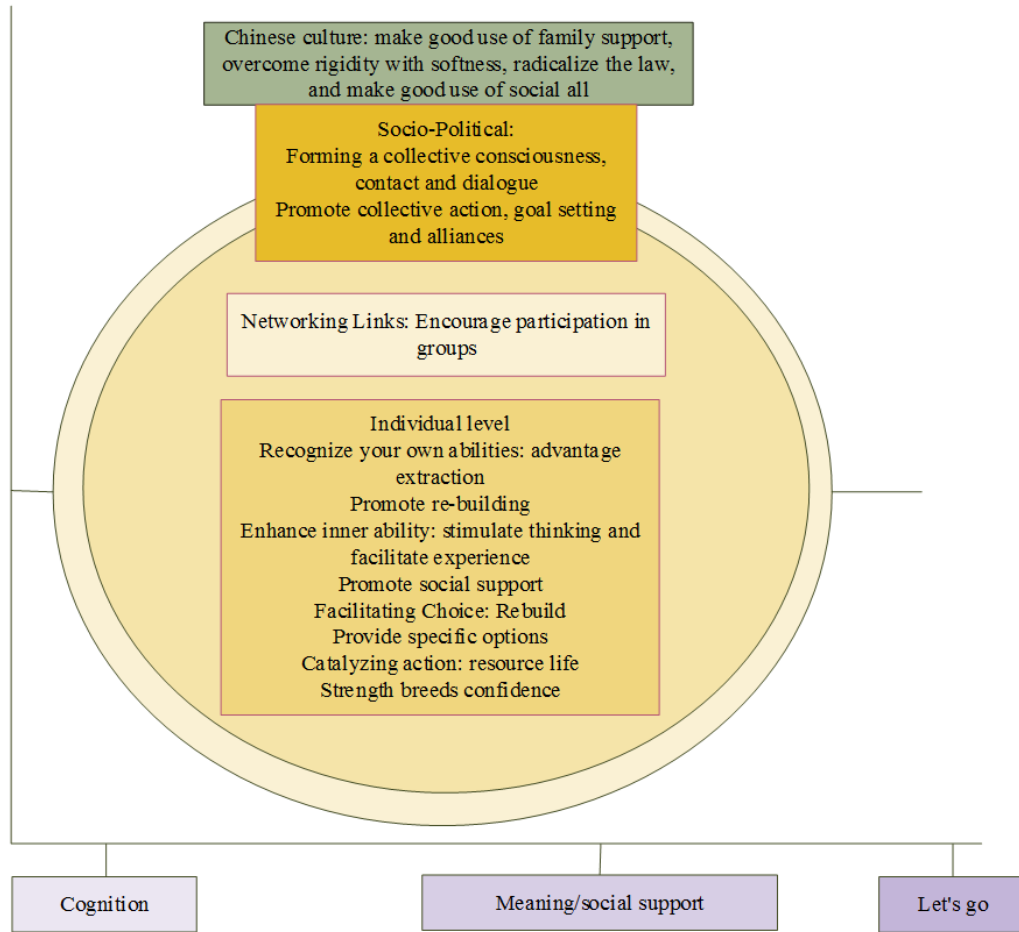 Chinese culture: make good use of family support,
overcome rigidity with softness, radicalize the law,
and make good use of social all
Socio-Political:
Forming a collective consciousness,
contact and dialogue
Promote collective action, goal setting
and alliances
Networking Links: Encourage participation in
groups
Individual level
Recognize your own abilities: advantage
extraction
Promote re-building
Enhance inner ability: stimulate thinking and
facilitate experience
Promote social support
Facilitating Choice: Rebuild
Provide specific options
Catalyzing action: resource life
Strength breeds confidence
Cognition
Meaning/social support
Let's go